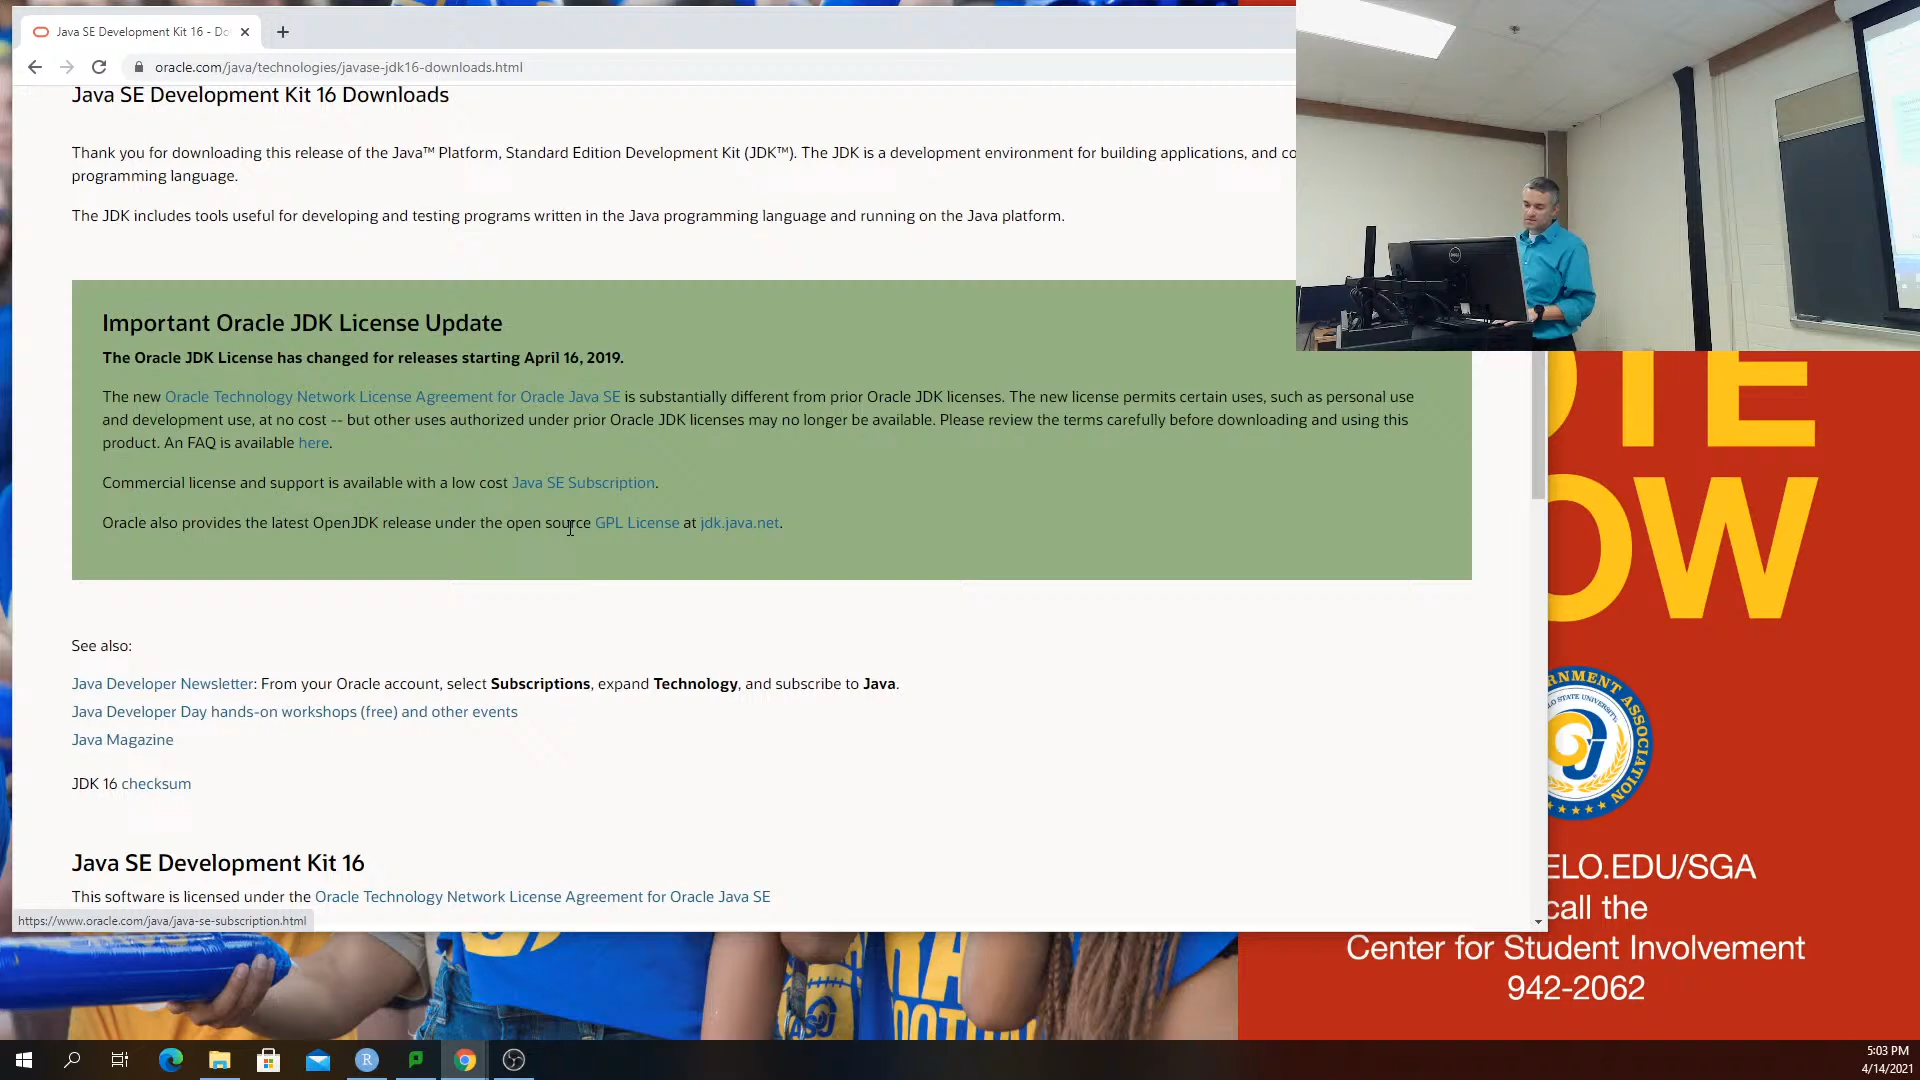 Java SE Development Kit 16 - Do
oracle.com/java/technologies/javase-jdk16-downloads.html
Java SE Development Kit 16 Downloads
Thank you for downloading this release of the Java™ Platform, Standard Edition Development Kit (JDK™). The JDK is a development environment for building applications, and co
programming language.
The JDK includes tools useful for developing and testing programs written in the Java programming language and running on the Java platform.
Important Oracle JDK License Update
The Oracle JDK License has changed for releases starting April 16, 2019.
The new Oracle Technology Network License Agreement for Oracle Java SE is substantially different from prior Oracle JDK licenses. The new license permits certain uses, such as personal use
and development use, at no cost -- but other uses authorized under prior Oracle JDK licenses may no longer be available. Please review the terms carefully before downloading and using this
product. An FAQ is available here.
Commercial license and support is available with a low cost Java SE Subscription.
Oracle also provides the latest OpenJDK release under the open source GPL License at jdk.java.net.
See also:
Java Developer Newsletter: From your Oracle account, select Subscriptions, expand Technology, and subscribe to Java.
Java Developer Day hands-on workshops (free) and other events
Java Magazine
JDK 16 checksum
Java SE Development Kit 16
This software is licensed under the Oracle Technology Network License Agreement for Oracle Java SE
https://www.oracle.com/java/java-se-subscription.html
DELL
OTE
OW
RNMENT ASSOCIATION
LO STATE UNIVERSITY
ELO.EDU/SGA
call the
Center for Student Involvement
942-2062
ASU
R
5:03 PM
4/14/2021